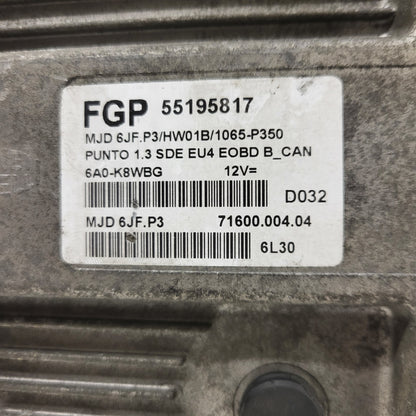 FGP 55195817
MJD 6JF.P3/HW01B/1065-P350
PUNTO 1.3 SDE EU4 EOBD B_CAN
6A0-K8WBG 12V=
D032
MJD 6JF.P3 71600.004.04
6L30